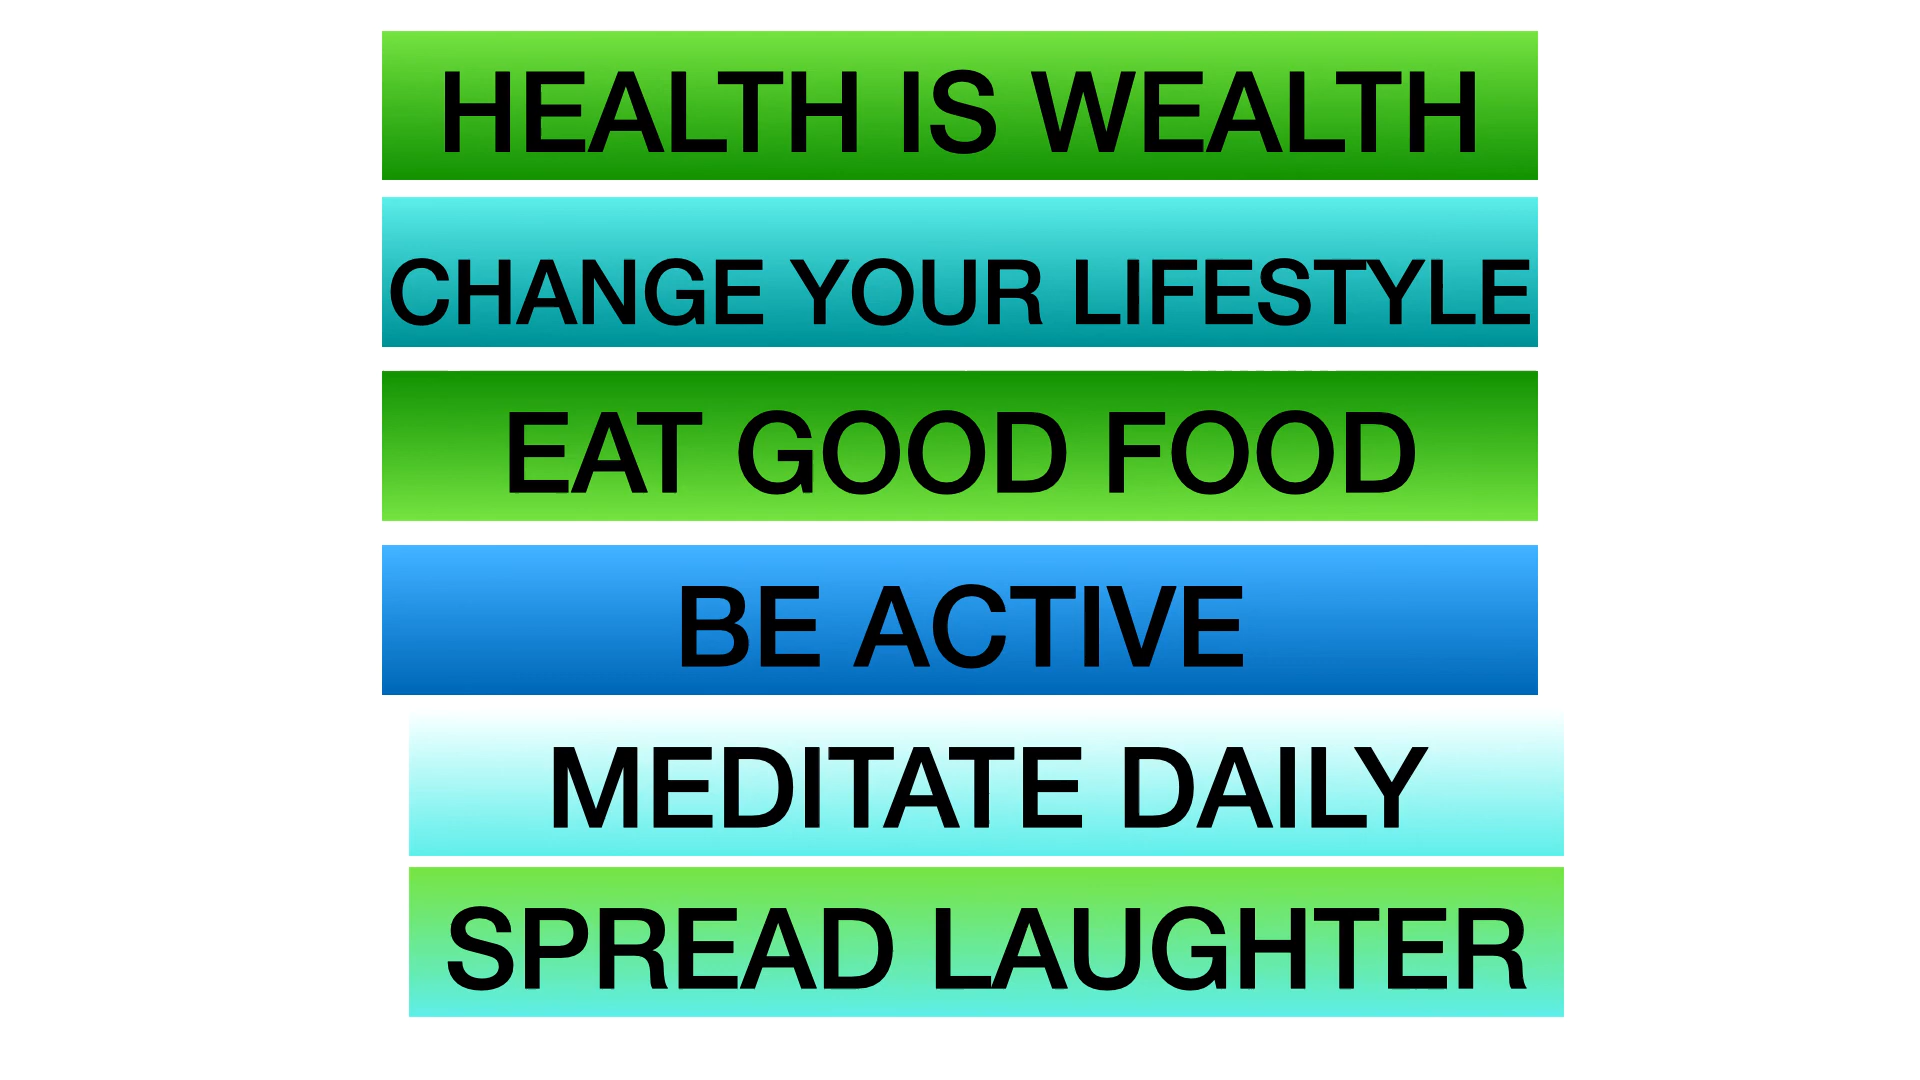 HEALTH IS WEALTH
CHANGE YOUR LIFESTYLE
EAT GOOD FOOD
BE ACTIVE
MEDITATE DAILY
SPREAD LAUGHTER